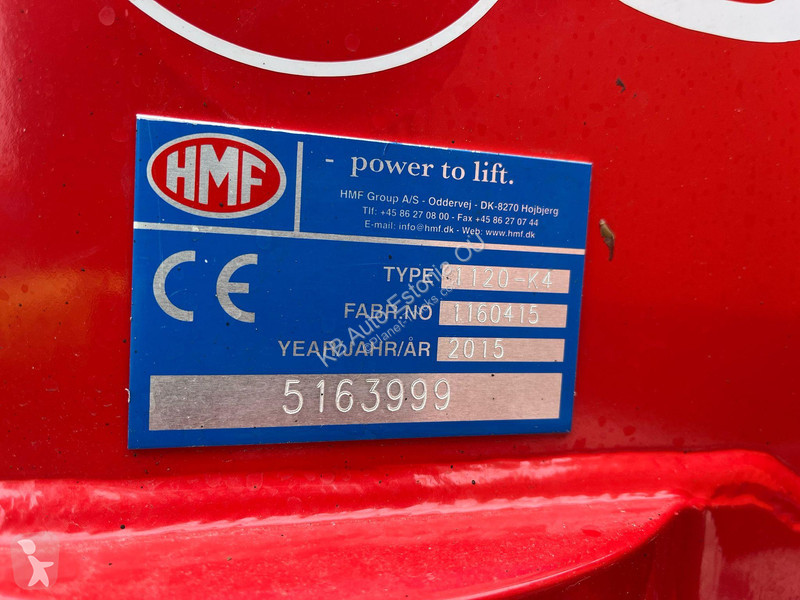 HMF
- power to lift.
HMF Group A/S - Oddervej - DK-8270 Hojbjerg
Tlf: +45 86 27 08 00 - Fax +45 86 27 07 44
E-mail: info@hmf.dk - Web: www.hmf.dk
CE
TYPE 1120-K4
FABR.NO 1160415
YEAR/JAHR/ÅR 2015
5163999
KB Auto Estonia OÜ